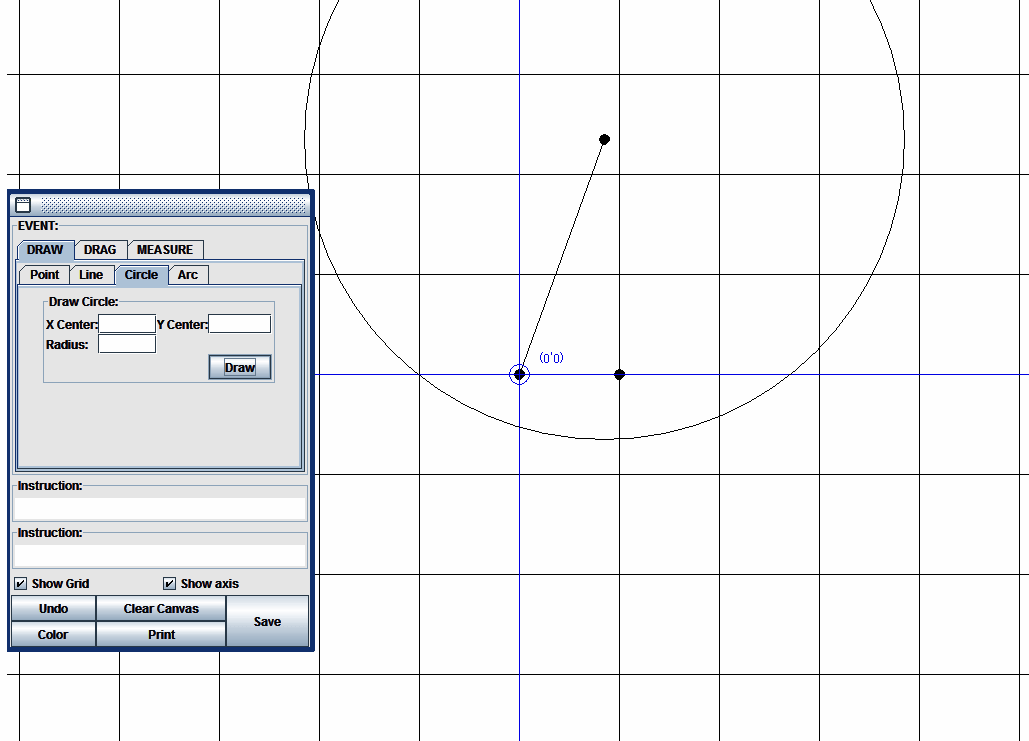 (0'0)
EVENT:
DRAW DRAG MEASURE
Point Line Circle Arc
Draw Circle:
X Center: Y Center:
Radius:
Draw
Instruction:
Instruction:
Show Grid Show axis
Undo Clear Canvas Save
Color Print